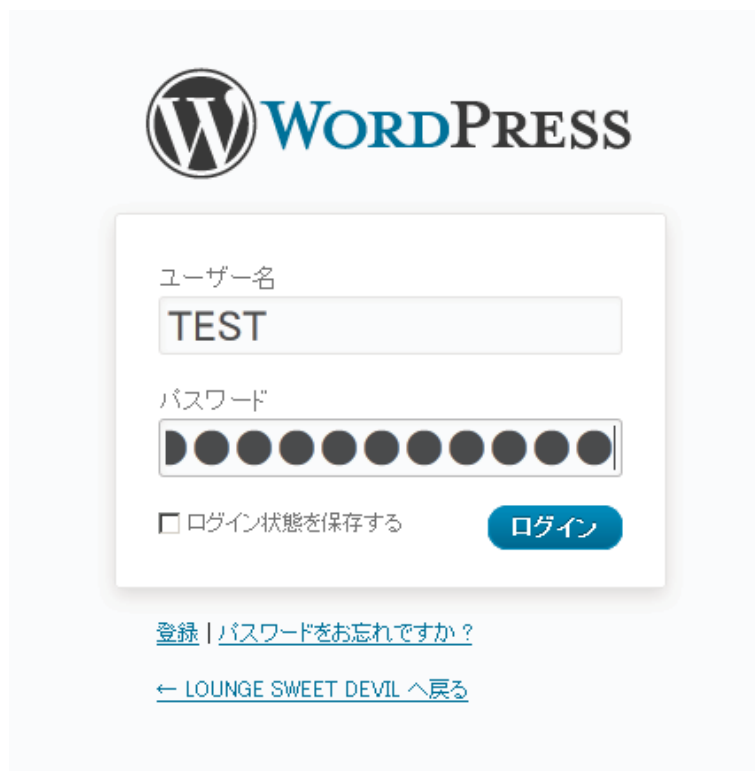 WORDPRESS
ユーザー名
TEST
パスワード
●●●●●●●●●●●
ログイン状態を保存する
ログイン
登録 | パスワードをお忘れですか ?
← LOUNGE SWEET DEVIL へ戻る